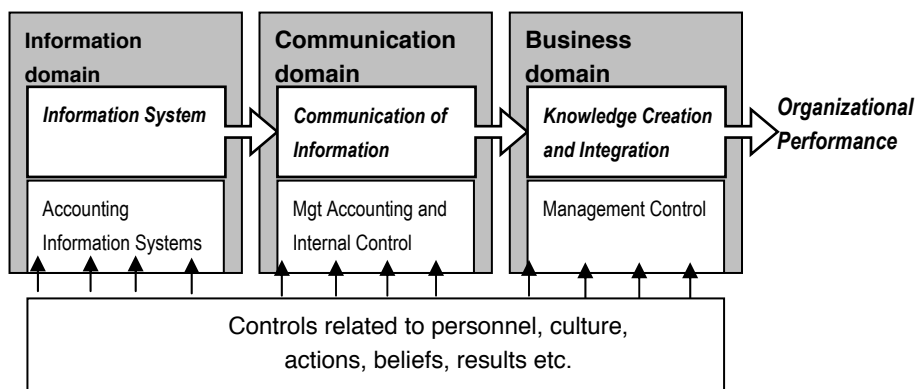 Information
domain
Information System
Accounting
Information Systems
Communication
domain
Communication of
Information
Mgt Accounting and
Internal Control
Business
domain
Knowledge Creation
and Integration
Management Control
Organizational
Performance
Controls related to personnel, culture,
actions, beliefs, results etc.